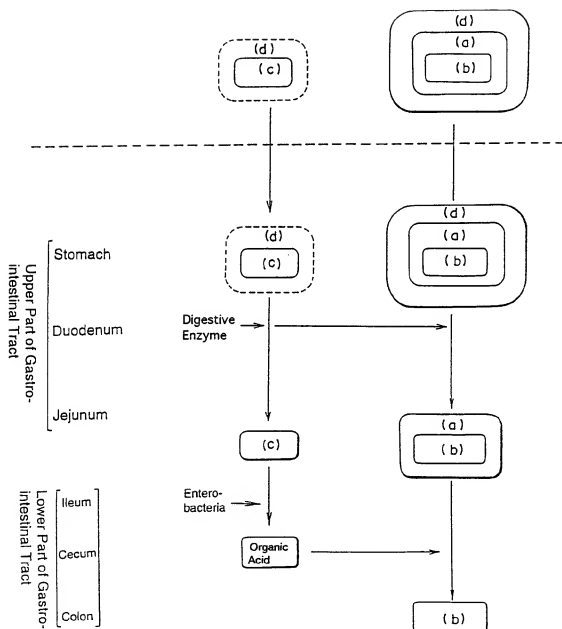 (d)
(c)
(d)
(a)
(b)
Upper Part of Gastro-
intestinal Tract
Stomach
(d)
(c)
(d)
(a)
(b)
Duodenum
Digestive
Enzyme
Jejunum
(c)
(a)
(b)
Lower Part of Gastro-
intestinal Tract
Ileum
Entero-
bacteria
Cecum
Organic
Acid
Colon
(b)